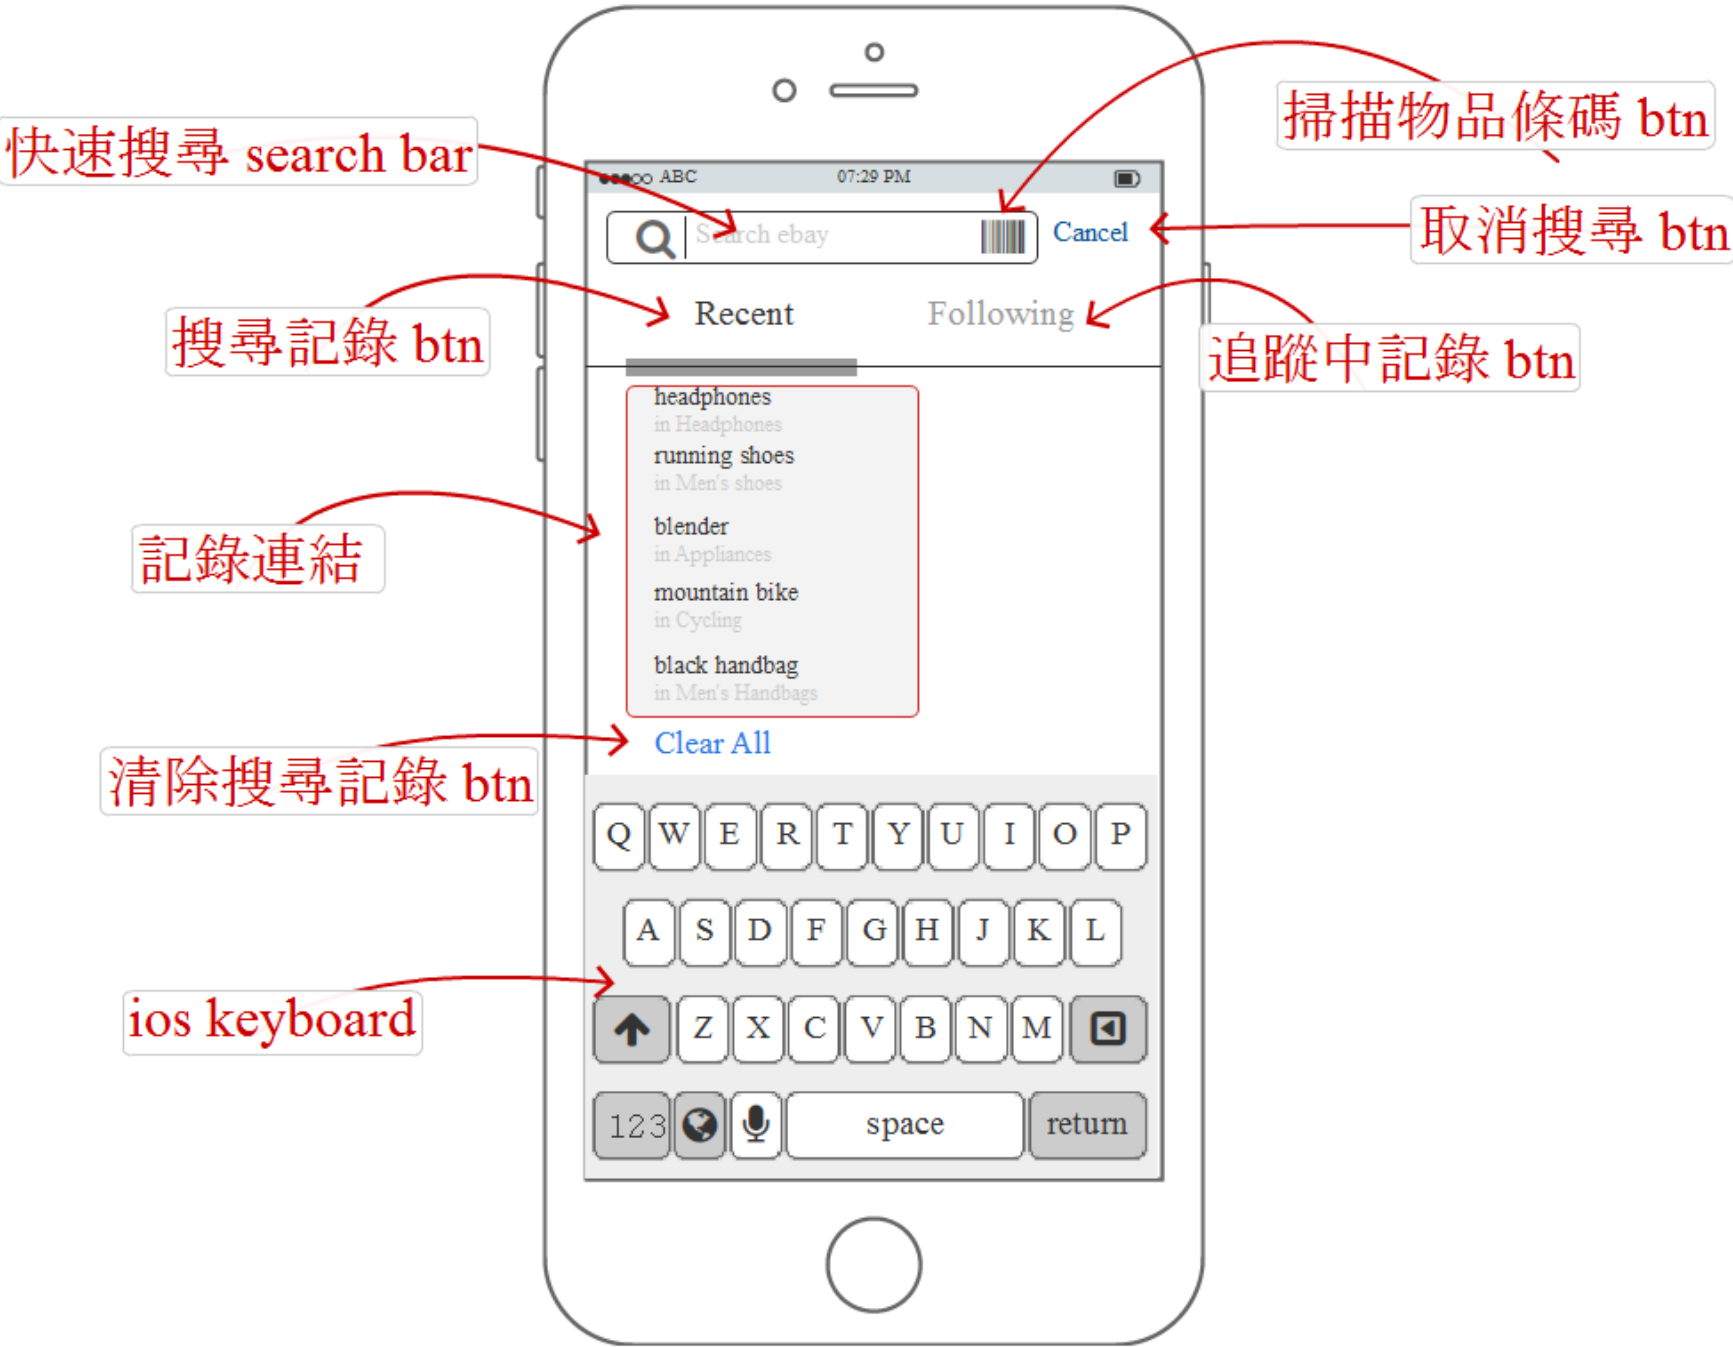 掃描物品條碼 btn
快速搜尋 search bar
ABC
07:29 PM
Search ebay
Cancel
取消搜尋 btn
搜尋記錄 btn
Recent
Following
追蹤中記錄 btn
headphones
in Headphones
running shoes
in Men's shoes
blender
in Appliances
記錄連結
mountain bike
in Cycling
black handbag
in Men's Handbags
Clear All
清除搜尋記錄 btn
Q W E R T Y U I O P
A S D F G H J K L
ios keyboard
Z X C V B N M
123
space
return